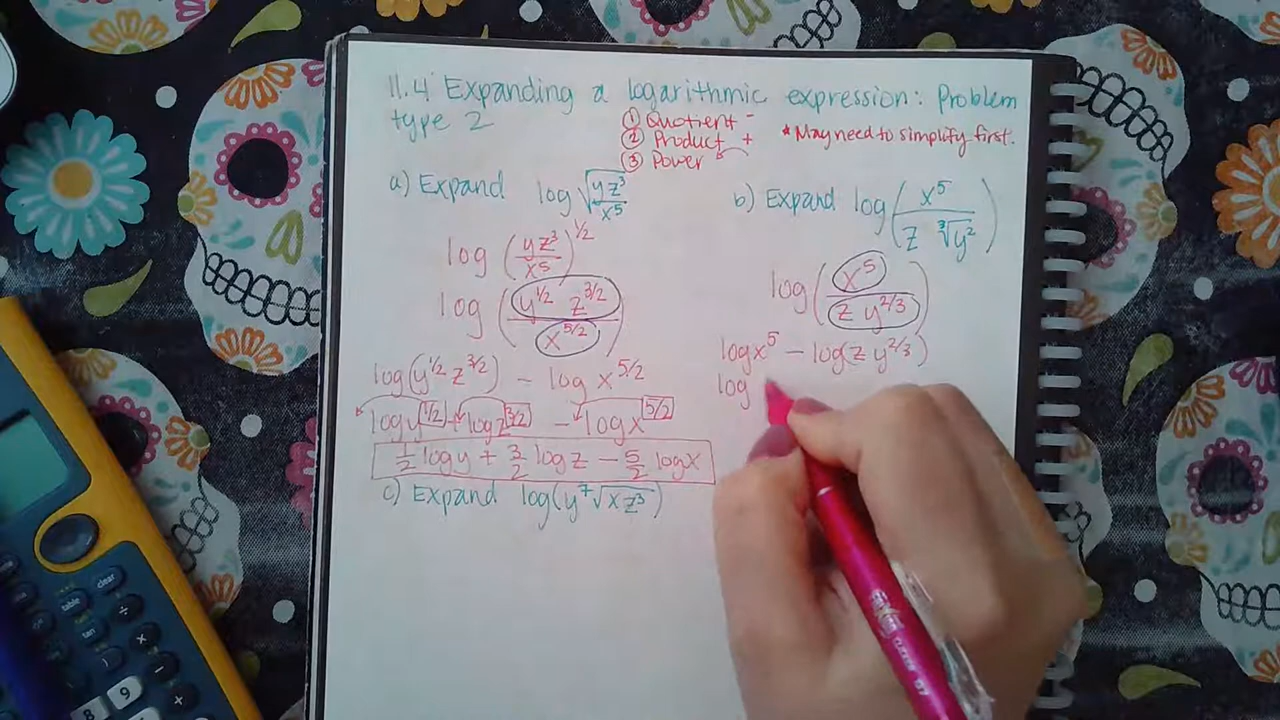 11.4 Expanding a logarithmic expression: Problem
type 2
① Quotient -
② Product +
③ Power
* May need to simplify first.
a) Expand log √(yz³/x⁵)
log (yz³/x⁵)^1/2
log (y^1/2 z^3/2 / x^5/2)
log(y^1/2 z^3/2) - log x^5/2
log y^1/2 + log z^3/2 - log x^5/2
1/2 log y + 3/2 log z - 5/2 log x
b) Expand log (x⁵ / z ∛y²)
log (x⁵ / z y^2/3)
log x⁵ - log(z y^2/3)
log
c) Expand log(y⁷ √xz³)
clear
9
8